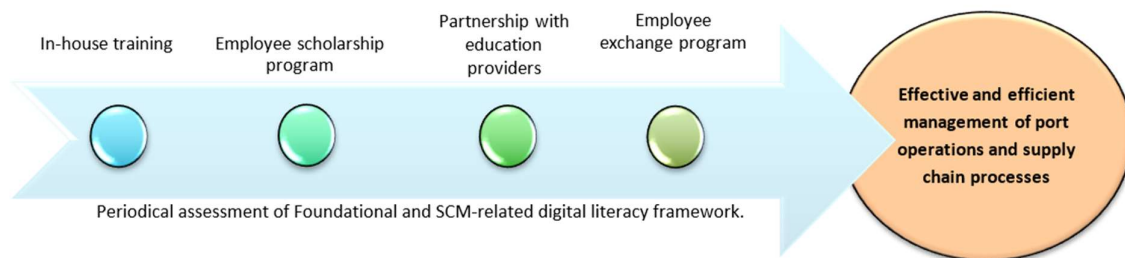 In-house training
Employee scholarship
program
Partnership with
education
providers
Employee
exchange program
Effective and efficient
management of port
operations and supply
chain processes
Periodical assessment of Foundational and SCM-related digital literacy framework.